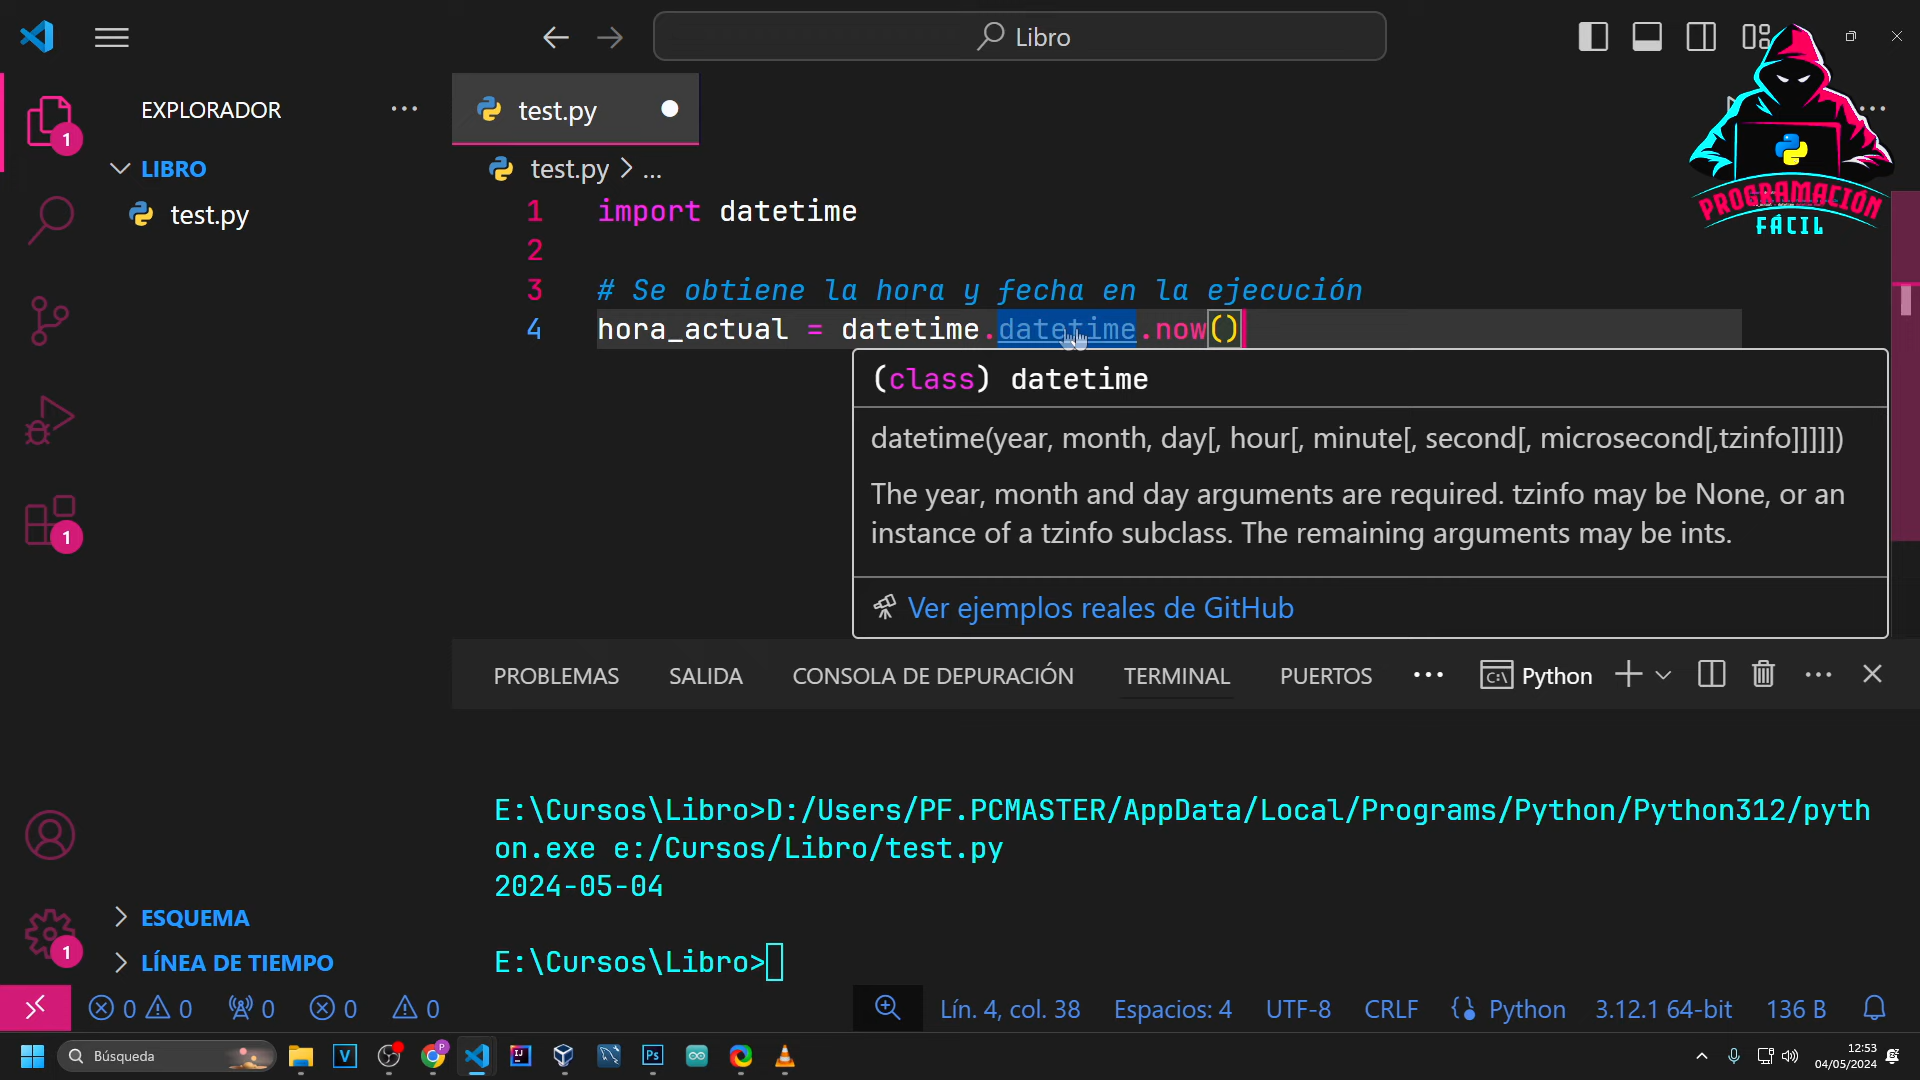 Libro
EXPLORADOR
1
LIBRO
test.py
test.py
test.py > ...
1 import datetime
2
3 # Se obtiene la hora y fecha en la ejecución
4 hora_actual = datetime.datetime.now()
(class) datetime
datetime(year, month, day[, hour[, minute[, second[, microsecond[,tzinfo]]]]])
The year, month and day arguments are required. tzinfo may be None, or an
instance of a tzinfo subclass. The remaining arguments may be ints.
Ver ejemplos reales de GitHub
PROGRAMACIÓN
FÁCIL
1
PROBLEMAS SALIDA CONSOLA DE DEPURACIÓN TERMINAL PUERTOS ... Python
E:\Cursos\Libro>D:/Users/PF.PCMASTER/AppData/Local/Programs/Python/Python312/pyth
on.exe e:/Cursos/Libro/test.py
2024-05-04
E:\Cursos\Libro>
1
ESQUEMA
LÍNEA DE TIEMPO
0 0 0 0 0 Lín. 4, col. 38 Espacios: 4 UTF-8 CRLF Python 3.12.1 64-bit 136 B
Búsqueda
12:53
04/05/2024